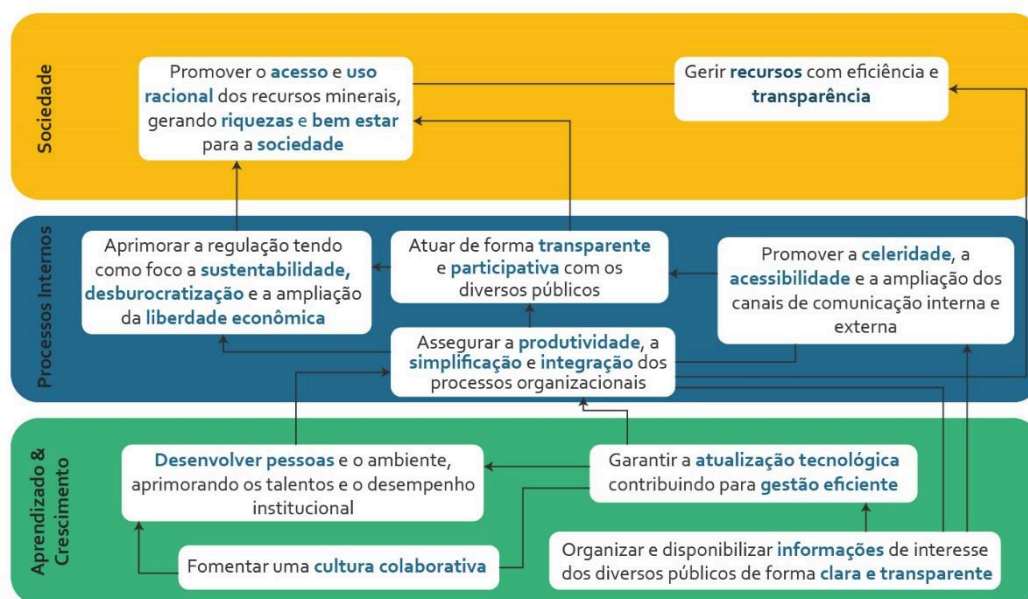 Sociedade
Promover o acesso e uso
racional dos recursos minerais,
gerando riquezas e bem estar
para a sociedade
Gerir recursos com eficiência e
transparência
Processos Internos
Aprimorar a regulação tendo
como foco a sustentabilidade,
desburocratização e a ampliação
da liberdade econômica
Atuar de forma transparente
e participativa com os
diversos públicos
Promover a celeridade, a
acessibilidade e a ampliação dos
canais de comunicação interna e
externa
Assegurar a produtividade, a
simplificação e integração dos
processos organizacionais
Aprendizado &
Crescimento
Desenvolver pessoas e o ambiente,
aprimorando os talentos e o desempenho
institucional
Garantir a atualização tecnológica
contribuindo para gestão eficiente
Fomentar uma cultura colaborativa
Organizar e disponibilizar informações de interesse
dos diversos públicos de forma clara e transparente